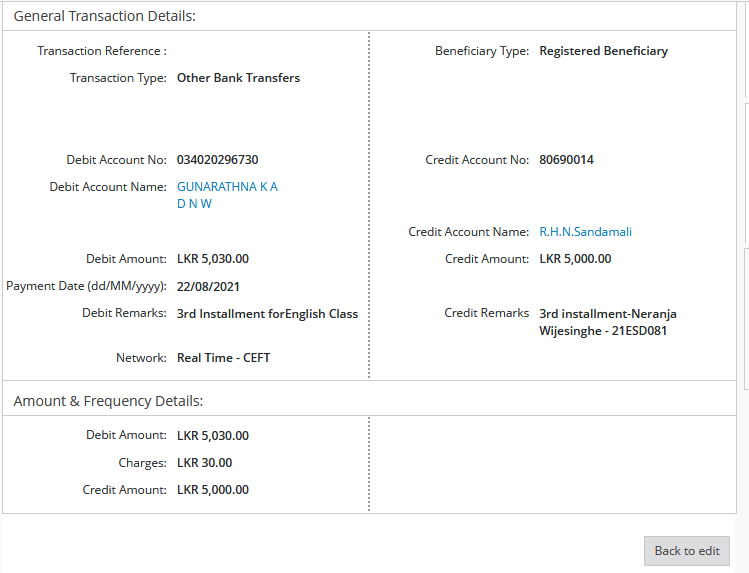 General Transaction Details:
Transaction Reference :
Beneficiary Type: Registered Beneficiary
Transaction Type: Other Bank Transfers
Debit Account No: 034020296730
Credit Account No: 80690014
Debit Account Name: GUNARATHNA K A
D N W
Credit Account Name: R.H.N.Sandamali
Debit Amount: LKR 5,030.00
Credit Amount: LKR 5,000.00
Payment Date (dd/MM/yyyy): 22/08/2021
Debit Remarks: 3rd Installment forEnglish Class
Credit Remarks 3rd installment-Neranja
Wijesinghe - 21ESD081
Network: Real Time - CEFT
Amount & Frequency Details:
Debit Amount: LKR 5,030.00
Charges: LKR 30.00
Credit Amount: LKR 5,000.00
Back to edit